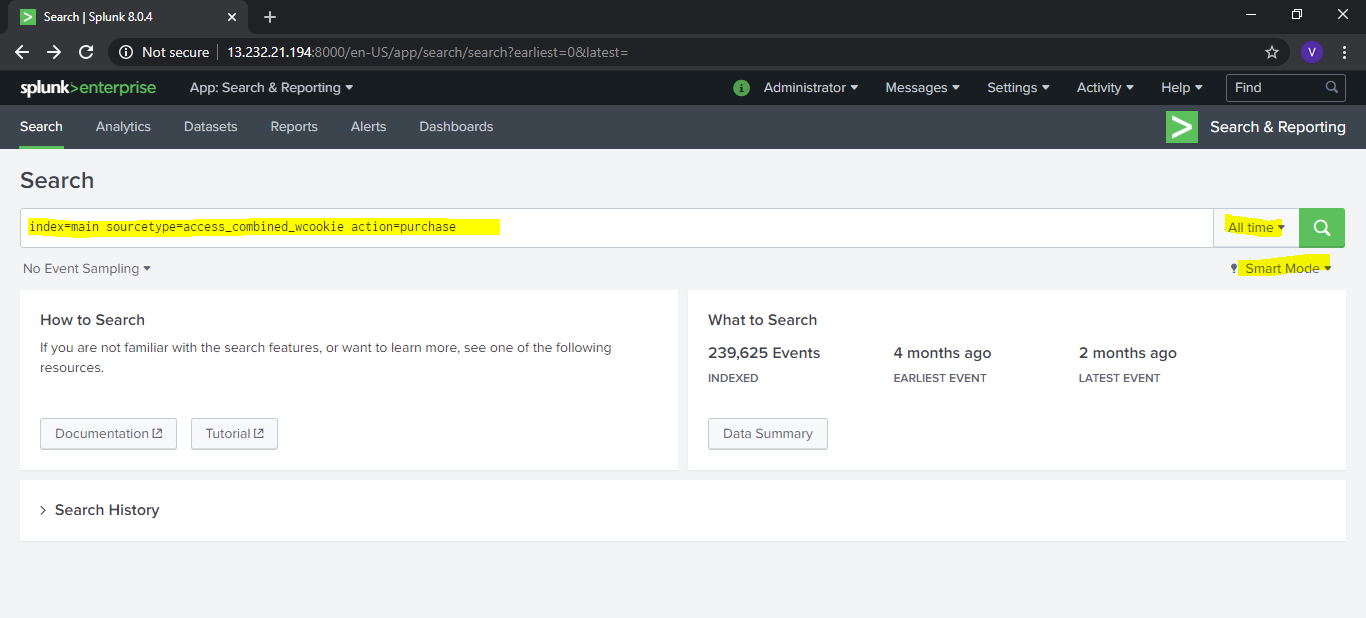 Search | Splunk 8.0.4
Not secure | 13.232.21.194:8000/en-US/app/search/search?earliest=0&latest=
V
splunk>enterprise App: Search & Reporting i Administrator Messages Settings Activity Help Find
Search Analytics Datasets Reports Alerts Dashboards Search & Reporting
Search
index=main sourcetype=access_combined_wcookie action=purchase All time
No Event Sampling Smart Mode
How to Search
If you are not familiar with the search features, or want to learn more, see one of the following
resources.
Documentation Tutorial
What to Search
239,625 Events 4 months ago 2 months ago
INDEXED EARLIEST EVENT LATEST EVENT
Data Summary
Search History